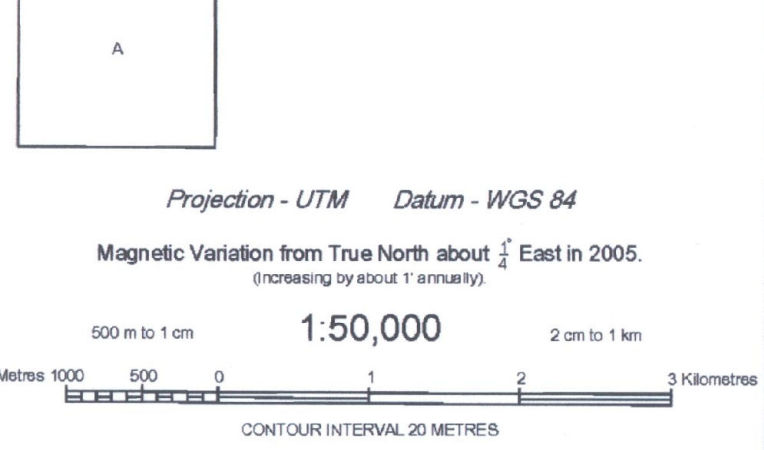 A
Projection - UTM Datum - WGS 84
Magnetic Variation from True North about 1/4° East in 2005.
(Increasing by about 1' annually).
500 m to 1 cm 1:50,000 2 cm to 1 km
Metres 1000 500 0 1 2 3 Kilometres
CONTOUR INTERVAL 20 METRES